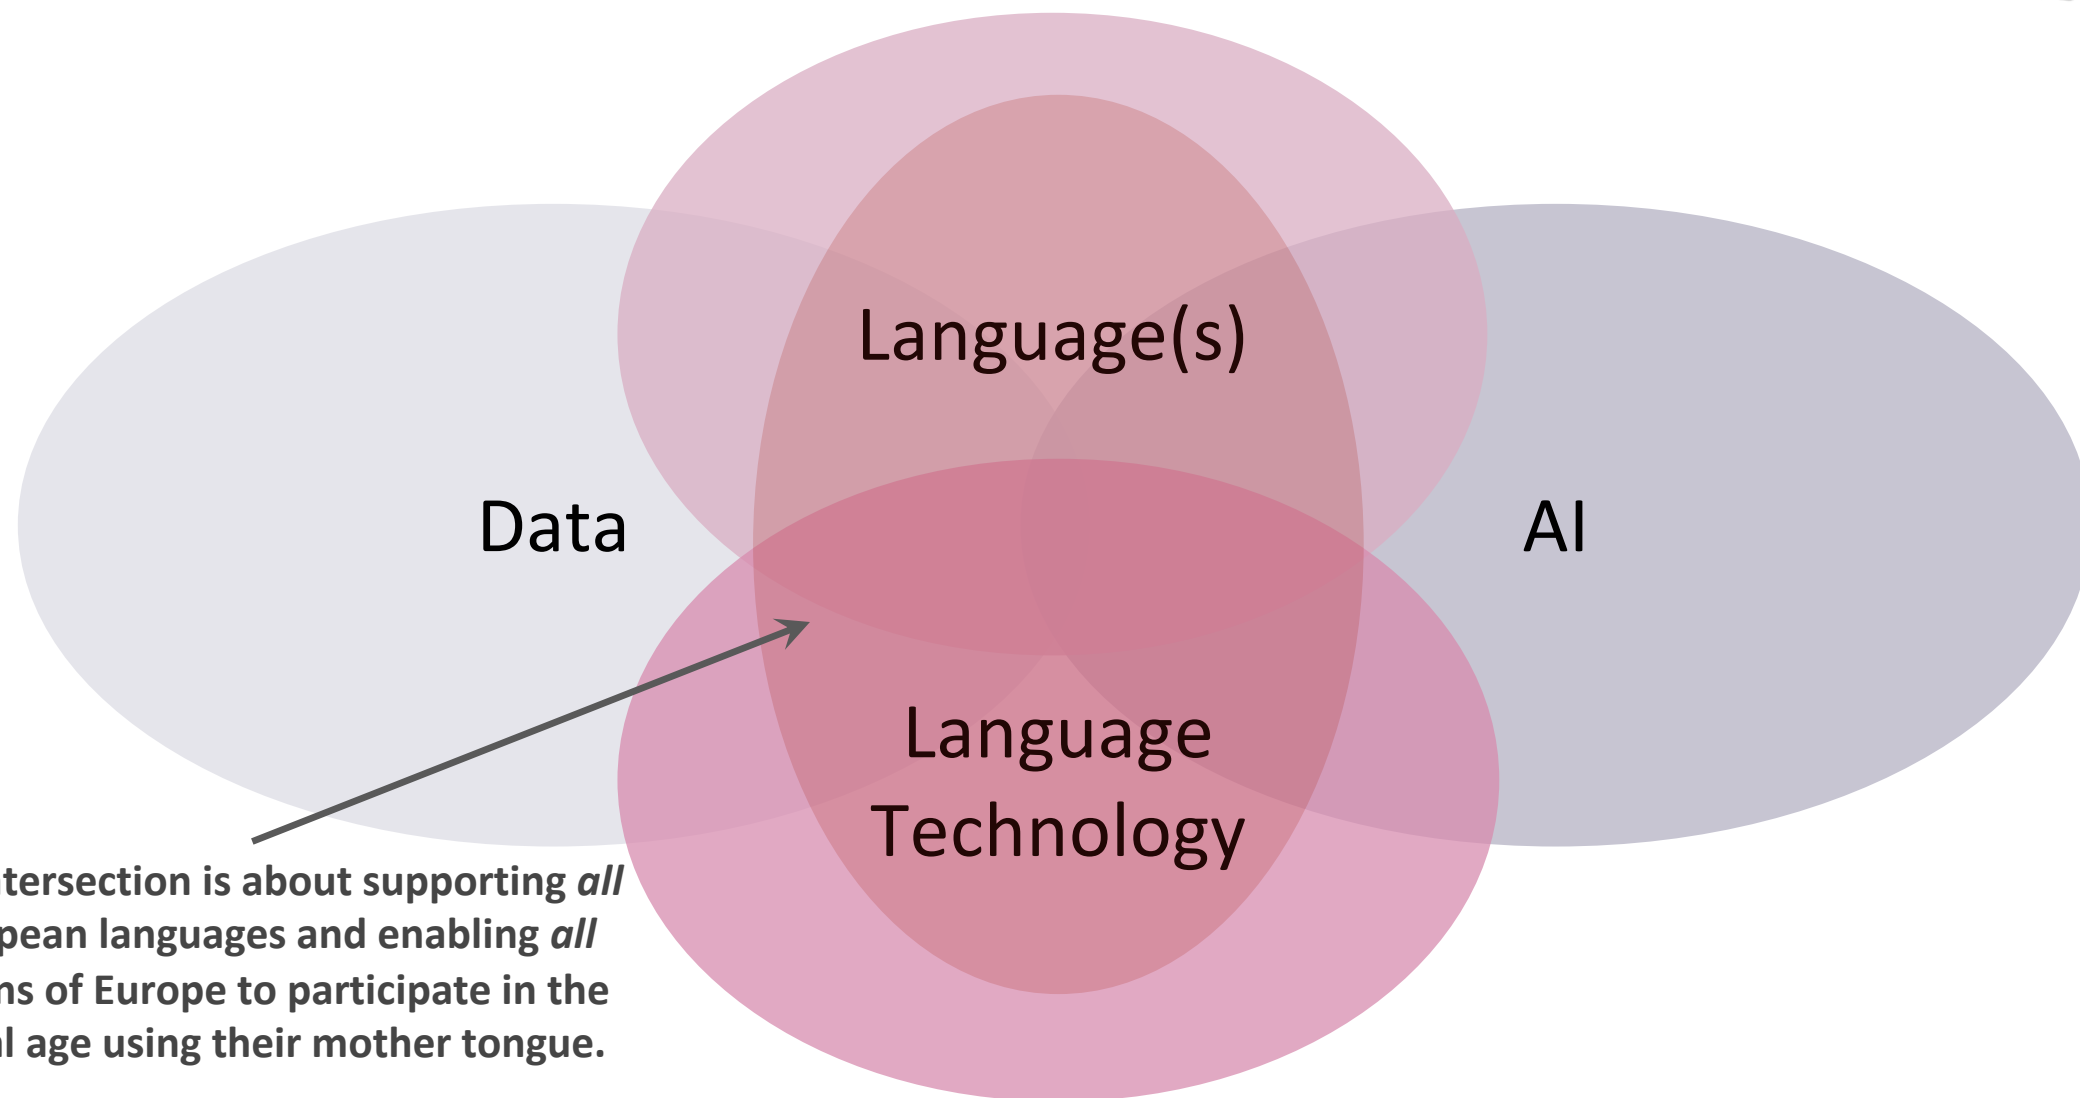 Language(s)
Data
AI
Language
Technology
tersection is about supporting all
pean languages and enabling all
ns of Europe to participate in the
l age using their mother tongue.